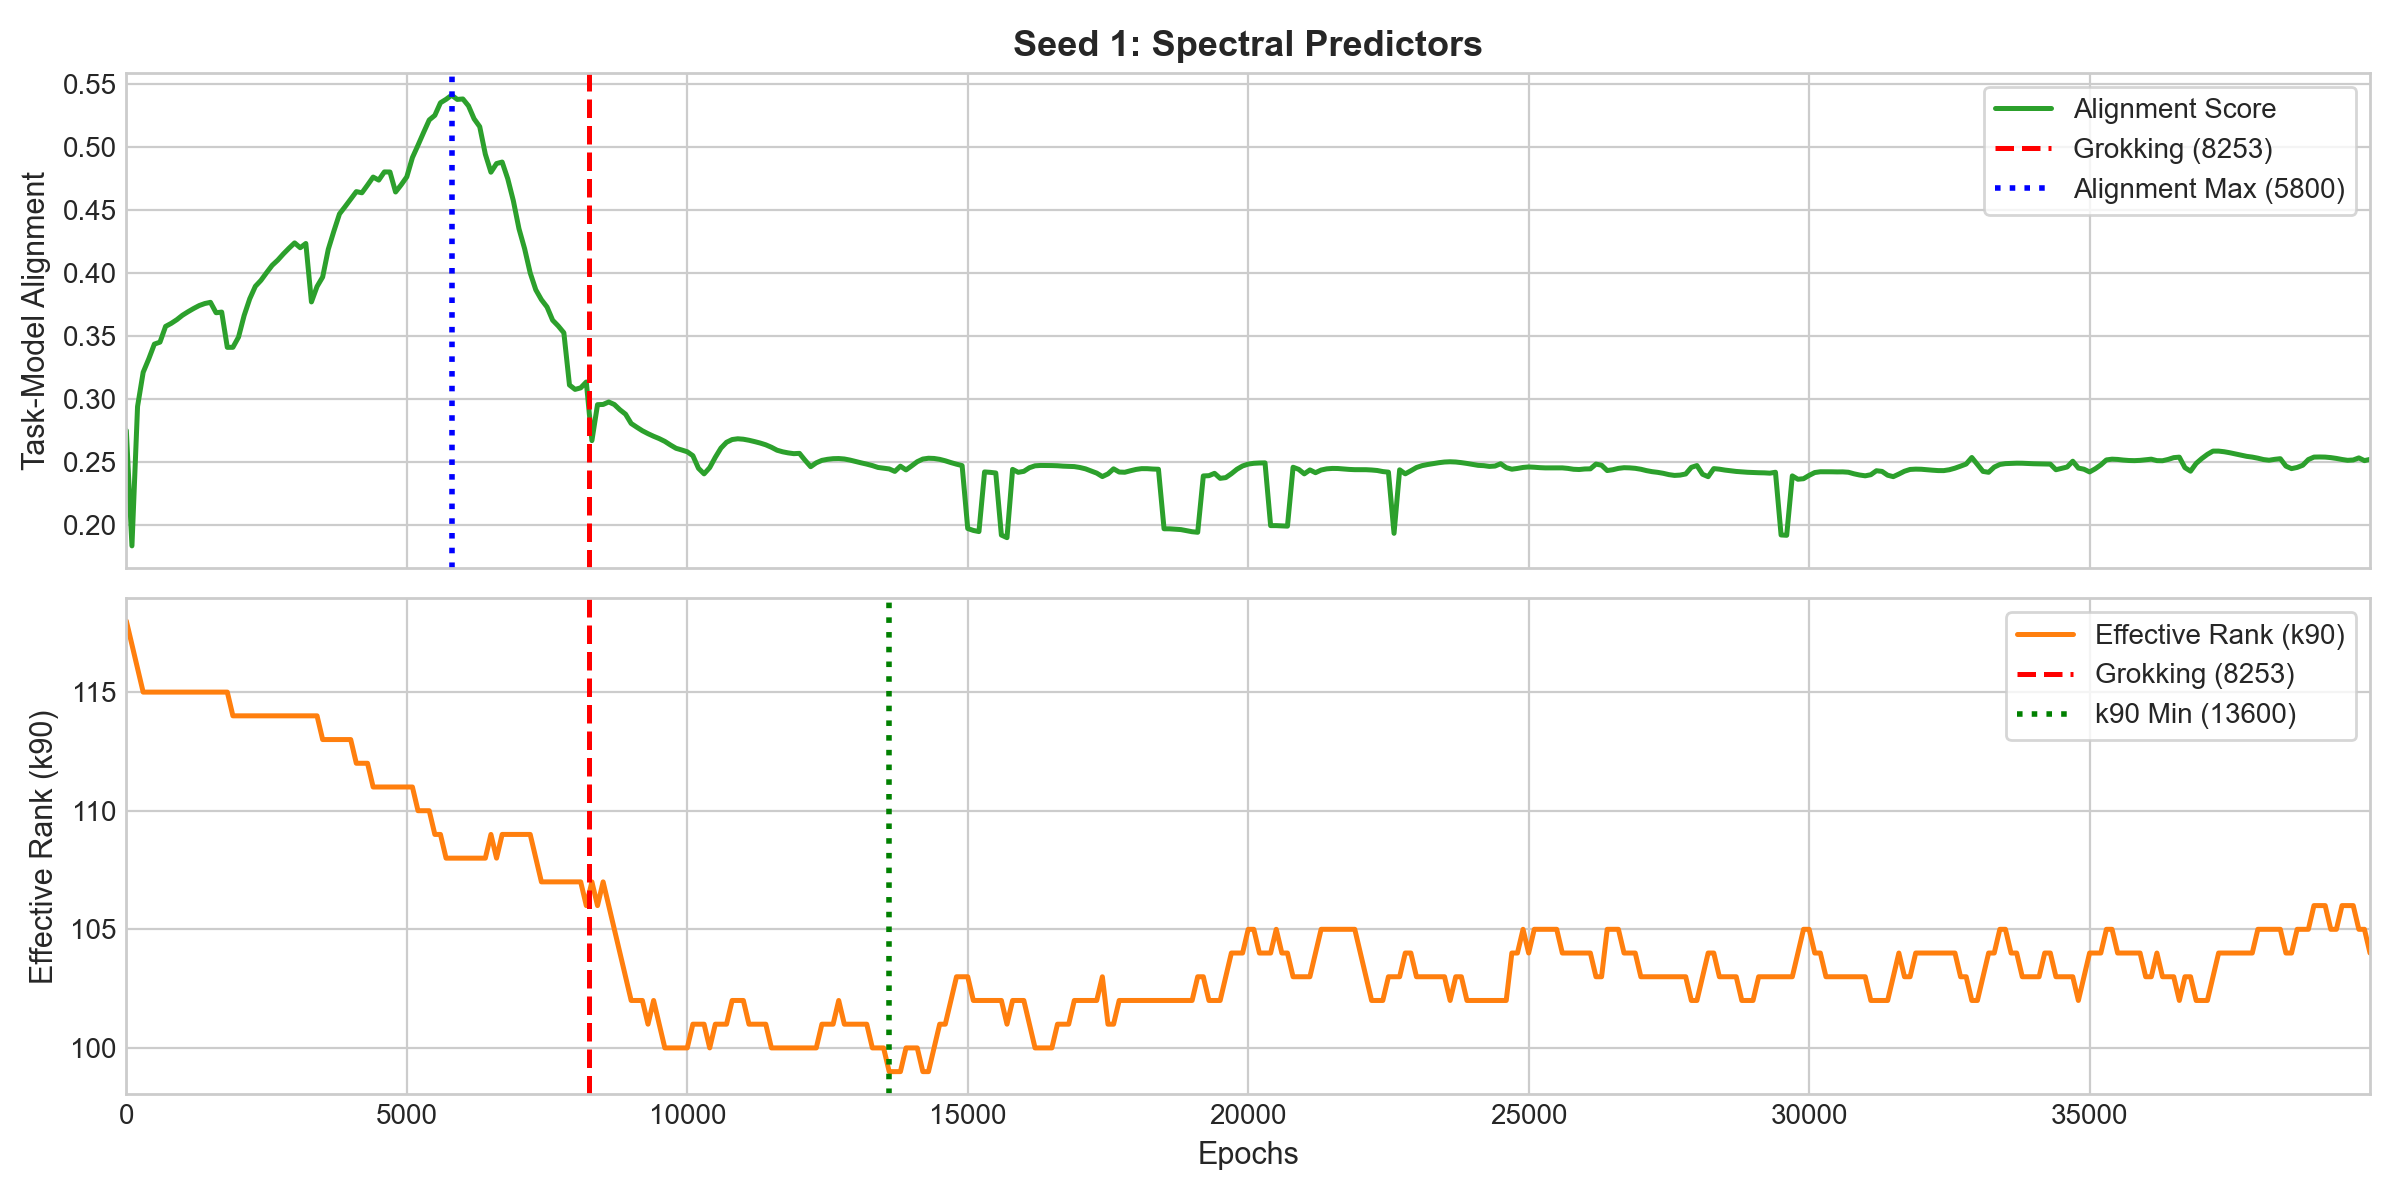 Seed 1: Spectral Predictors
Task-Model Alignment
0.55
0.50
0.45
0.40
0.35
0.30
0.25
0.20
Alignment Score
Grokking (8253)
Alignment Max (5800)
Effective Rank (k90)
115
110
105
100
Effective Rank (k90)
Grokking (8253)
k90 Min (13600)
0 5000 10000 15000 20000 25000 30000 35000
Epochs